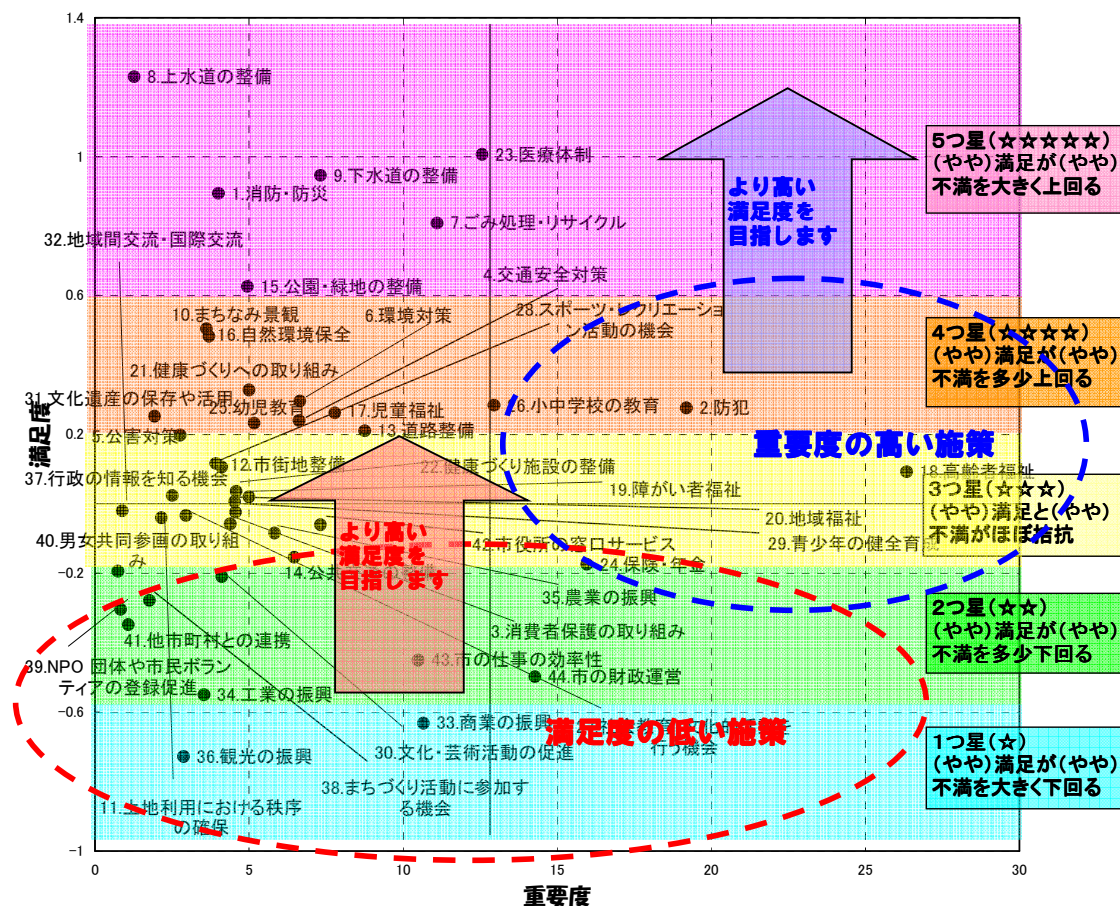 1.4
8.上水道の整備
5つ星(☆☆☆☆☆)
(やや)満足が(やや)
不満を大きく上回る
1
23.医療体制
9.下水道の整備
1.消防・防災
より高い
満足度を
目指します
7.ごみ処理・リサイクル
32.地域間交流・国際交流
4.交通安全対策
15.公園・緑地の整備
0.6
10.まちなみ景観
6.環境対策
28.スポーツ・レクリエーショ
ン活動の機会
16.自然環境保全
4つ星(☆☆☆☆)
(やや)満足が(やや)
不満を多少上回る
21.健康づくりへの取り組み
31.文化遺産の保存や活用
25.幼児教育
17.児童福祉
26.小中学校の教育
2.防犯
満足度
0.2
5.公害対策
13.道路整備
重要度の高い施策
12.市街地整備
22.健康づくり施設の整備
18.高齢者福祉
37.行政の情報を知る機会
19.障がい者福祉
3つ星(☆☆☆)
(やや)満足と(やや)
不満がほぼ拮抗
20.地域福祉
より高い
満足度を
目指します
40.男女共同参画の取り組
み
42.市役所の窓口サービス
29.青少年の健全育
14.公共
24.保険・年金
-0.2
35.農業の振興
2つ星(☆☆)
(やや)満足が(やや)
不満を多少下回る
3.消費者保護の取り組み
41.他市町村との連携
39.NPO 団体や市民ボラン
ティアの登録促進
43.市の仕事の効率性
44.市の財政運営
34.工業の振興
-0.6
33.商業の振興
満足度の低い施策
行う機会
1つ星(☆)
(やや)満足が(やや)
不満を大きく下回る
36.観光の振興
30.文化・芸術活動の促進
38.まちづくり活動に参加す
る機会
11.土地利用における秩序
の確保
-1
0
5
10
15
20
25
30
重要度